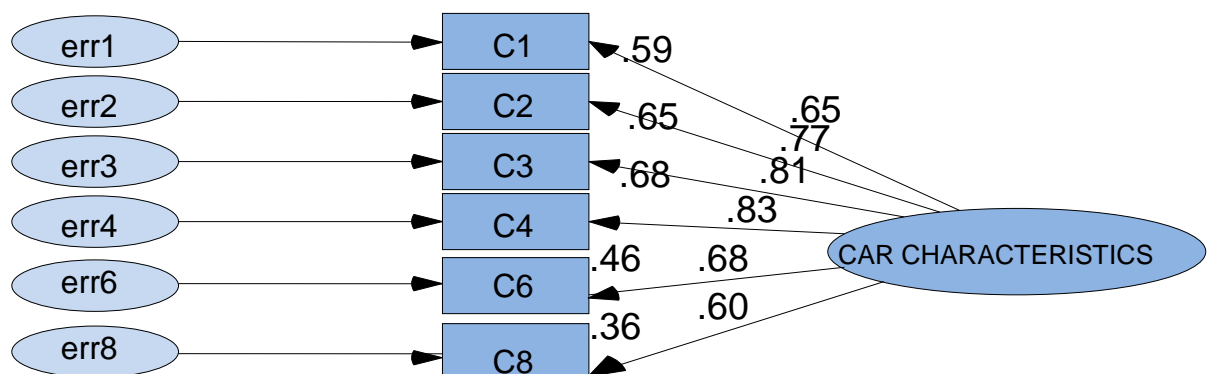 err1
C1
.59
err2
C2
.65
.65
.77
err3
C3
.68
.81
err4
C4
.83
CAR CHARACTERISTICS
err6
C6
.46
.68
err8
C8
.36
.60